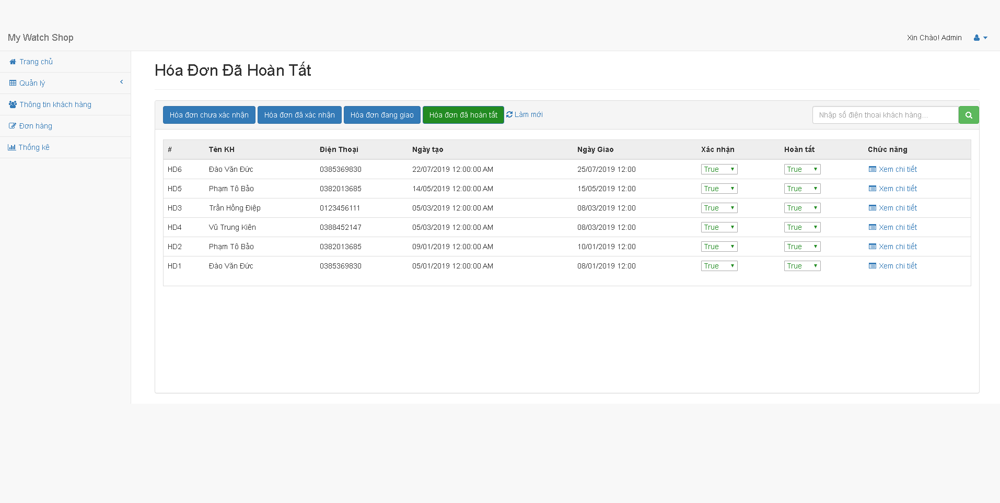 My Watch Shop
Xin Chào! Admin
Trang chủ
Quản lý
Thông tin khách hàng
Đơn hàng
Thống kê
Hóa Đơn Đã Hoàn Tất
Hóa đơn chưa xác nhận Hóa đơn đã xác nhận Hóa đơn đang giao Hóa đơn đã hoàn tất Làm mới Nhập số điện thoai khách hàng...
# Tên KH Điện Thoại Ngày tạo Ngày Giao Xác nhận Hoàn tất Chức năng
HD6 Đào Văn Đức 0385369830 22/07/2019 12:00:00 AM 25/07/2019 12:00 True True Xem chi tiết
HD5 Phạm Tô Bảo 0382013685 14/05/2019 12:00:00 AM 15/05/2019 12:00 True True Xem chi tiết
HD3 Trần Hồng Điệp 0123456111 05/03/2019 12:00:00 AM 08/03/2019 12:00 True True Xem chi tiết
HD4 Vũ Trung Kiên 0388452147 05/03/2019 12:00:00 AM 08/03/2019 12:00 True True Xem chi tiết
HD2 Phạm Tô Bảo 0382013685 09/01/2019 12:00:00 AM 10/01/2019 12:00 True True Xem chi tiết
HD1 Đào Văn Đức 0385369830 05/01/2019 12:00:00 AM 08/01/2019 12:00 True True Xem chi tiết